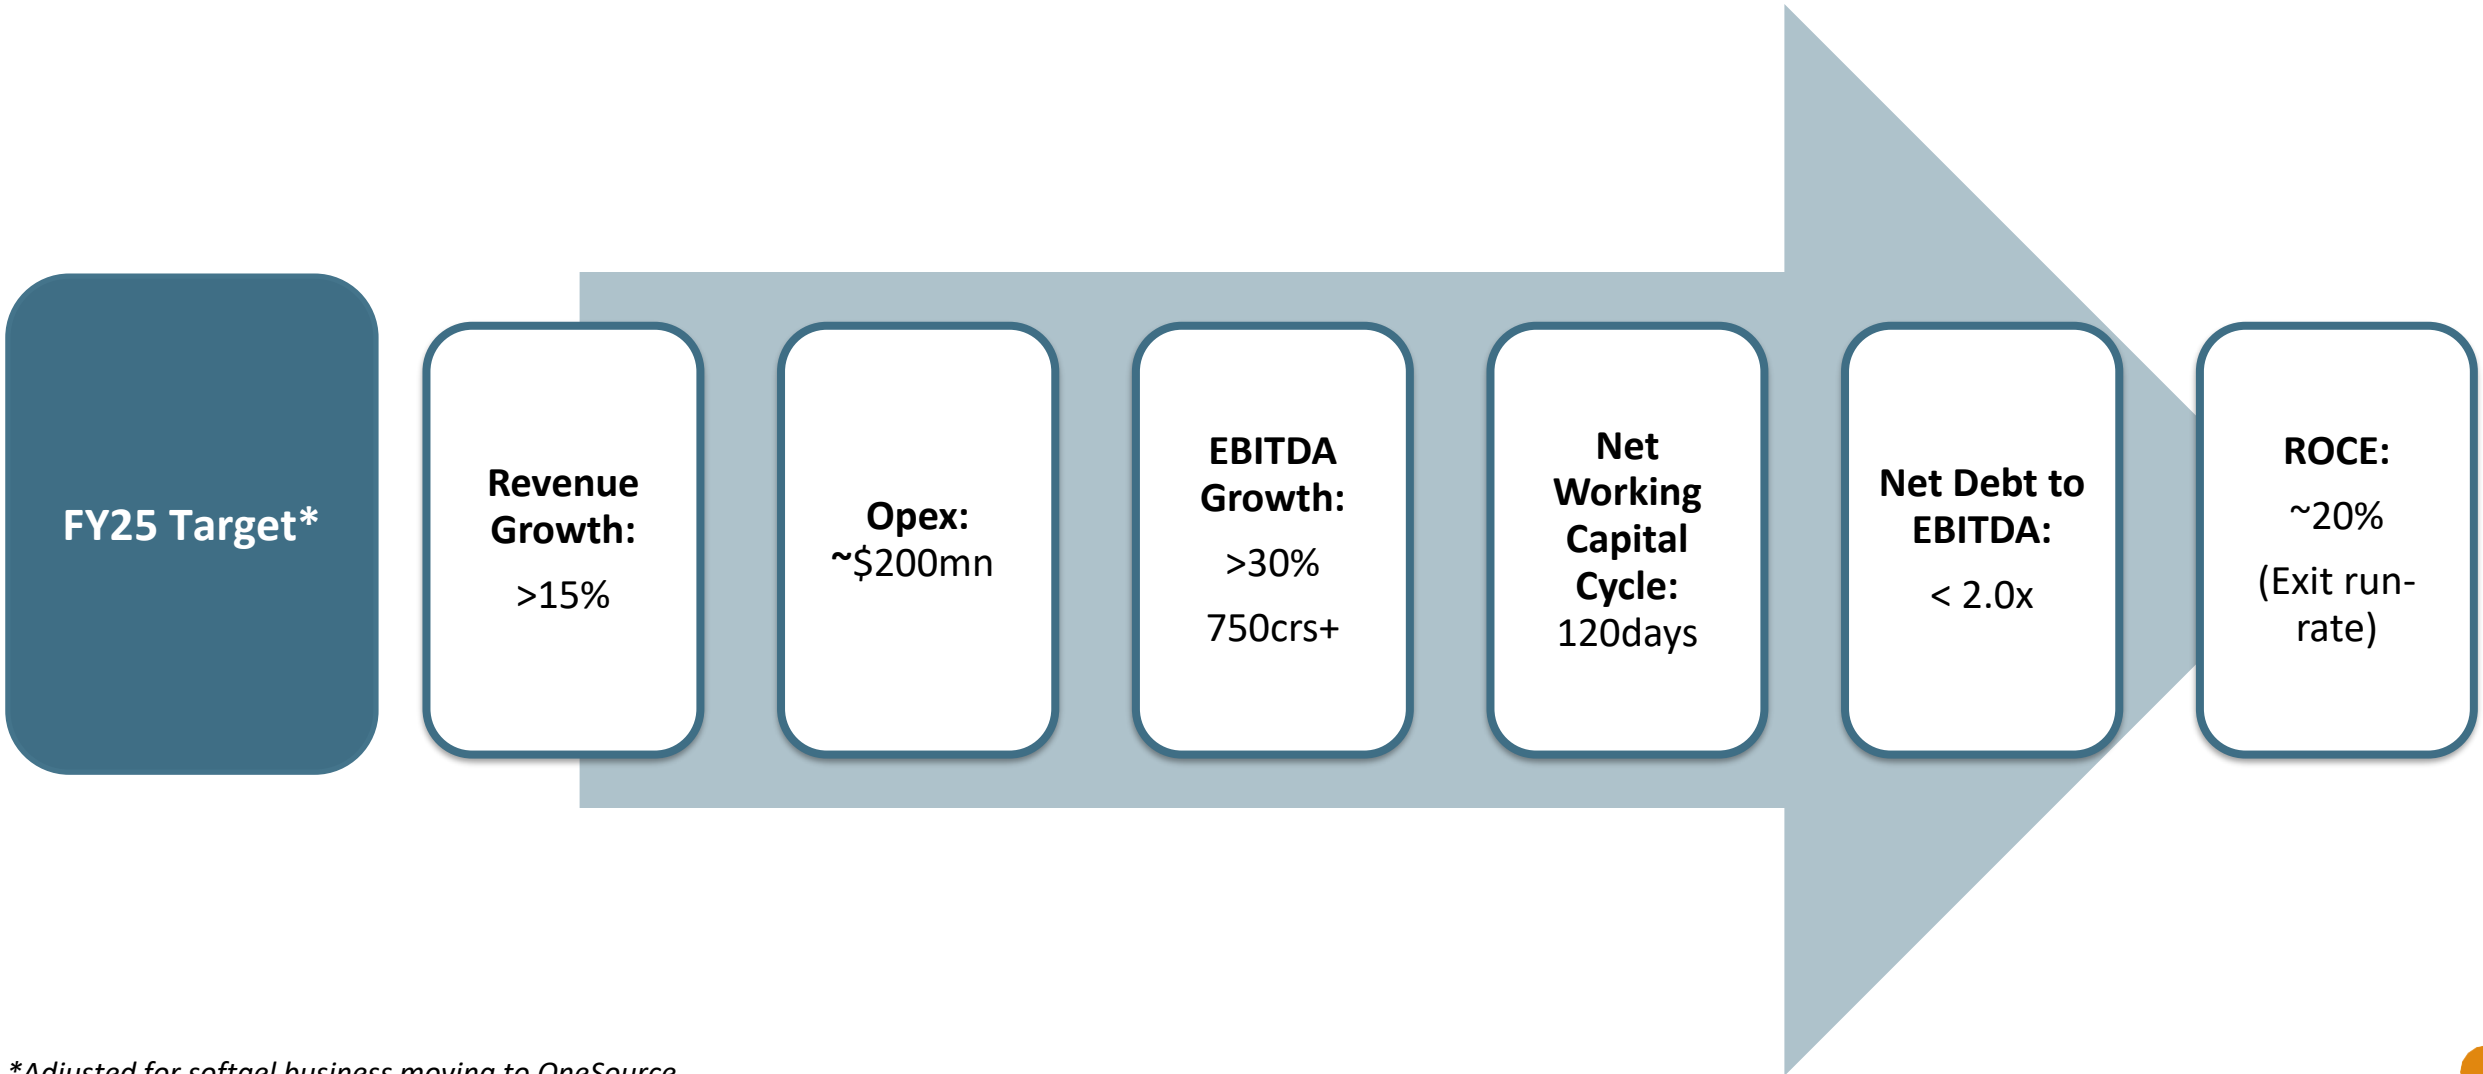 FY25 Target*
Revenue
Growth:
>15%
Opex:
~$200mn
EBITDA
Growth:
>30%
750crs+
Net
Working
Capital
Cycle:
120days
Net Debt to
EBITDA:
< 2.0x
ROCE:
~20%
(Exit run-
rate)
*Adjusted for softgel business moving to OneSource